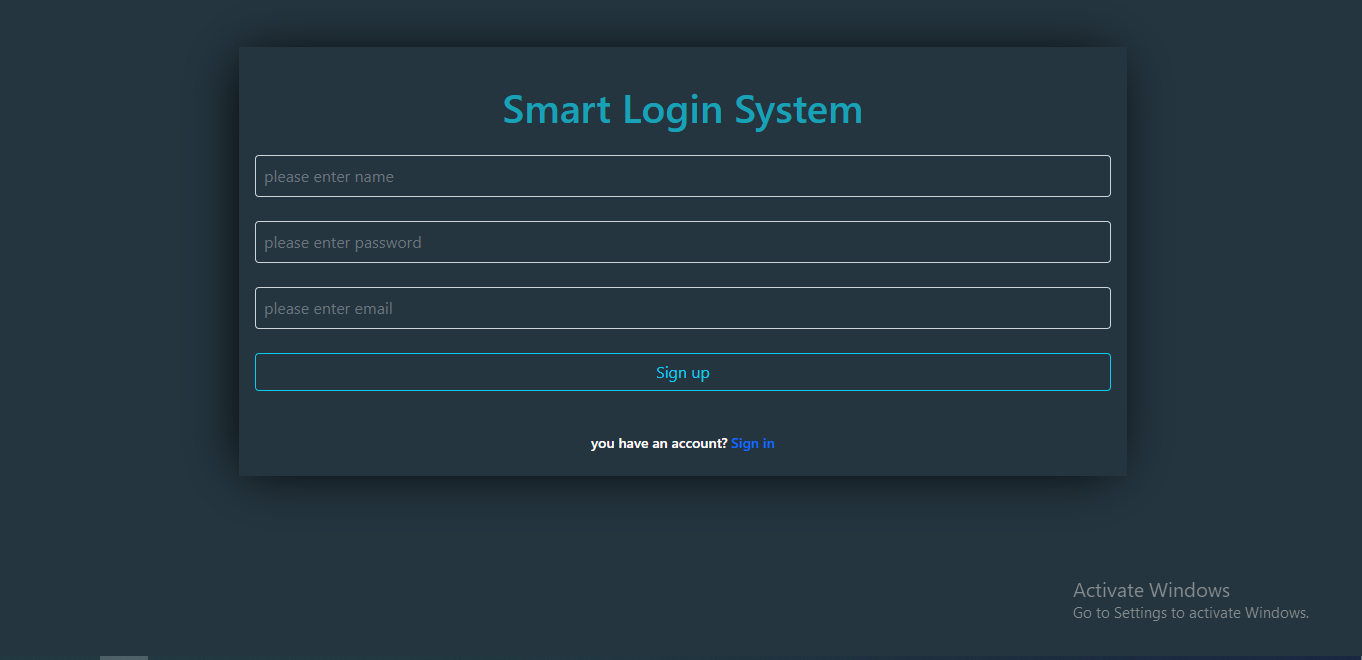 Smart Login System
please enter name
please enter password
please enter email
Sign up
you have an account? Sign in
Activate Windows
Go to Settings to activate Windows.